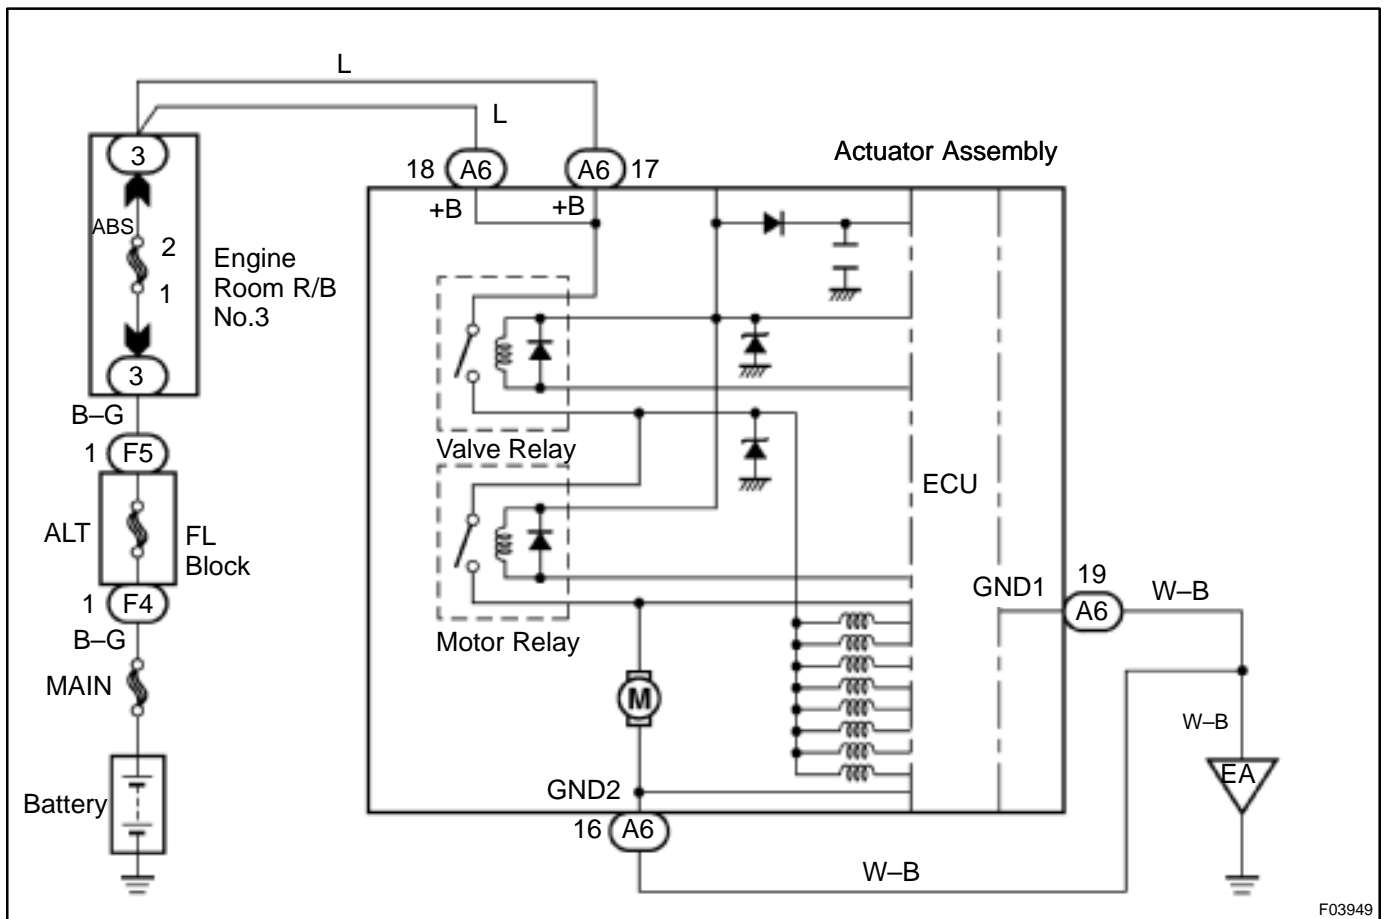 L
L
3
ABS
2
1
Engine
Room R/B
No.3
3
B–G
1 F5
ALT
FL
Block
1 F4
B–G
MAIN
Battery
Actuator Assembly
18 A6
A6 17
+B
+B
Valve Relay
Motor Relay
ECU
M
GND1
19
A6
W–B
GND2
16 A6
W–B
W–B
EA
F03949